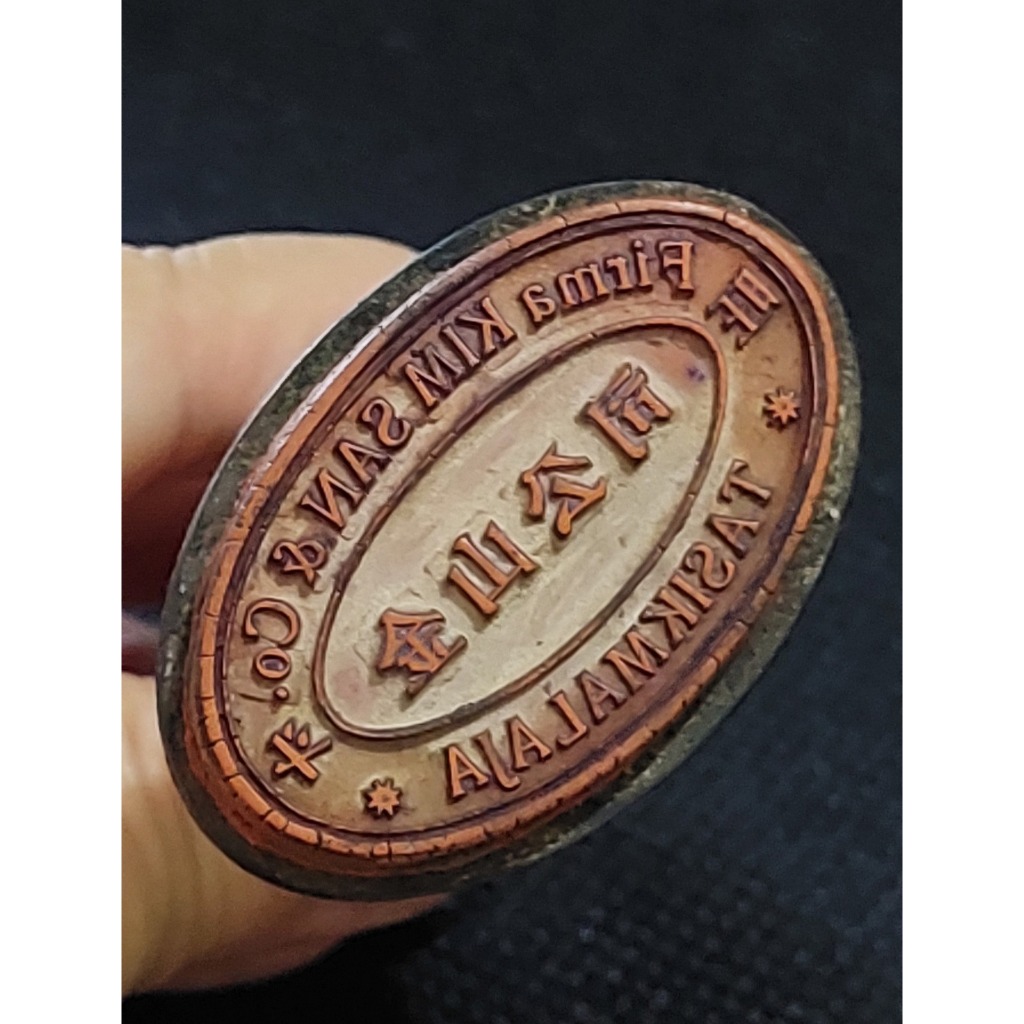 Firma KIM SAN & Co.
金山公司
TASIKMALAJA